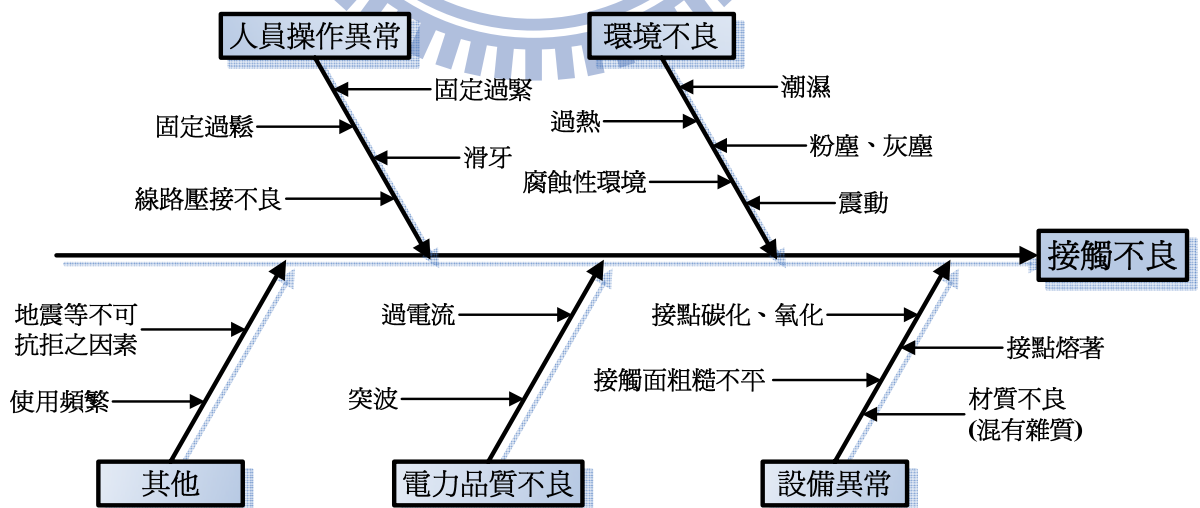 人員操作異常
環境不良
固定過緊
潮濕
固定過鬆
過熱
滑牙
粉塵、灰塵
線路壓接不良
腐蝕性環境
震動
接觸不良
地震等不可
抗拒之因素
過電流
接點碳化、氧化
接點熔著
使用頻繁
突波
接觸面粗糙不平
材質不良
(混有雜質)
其他
電力品質不良
設備異常